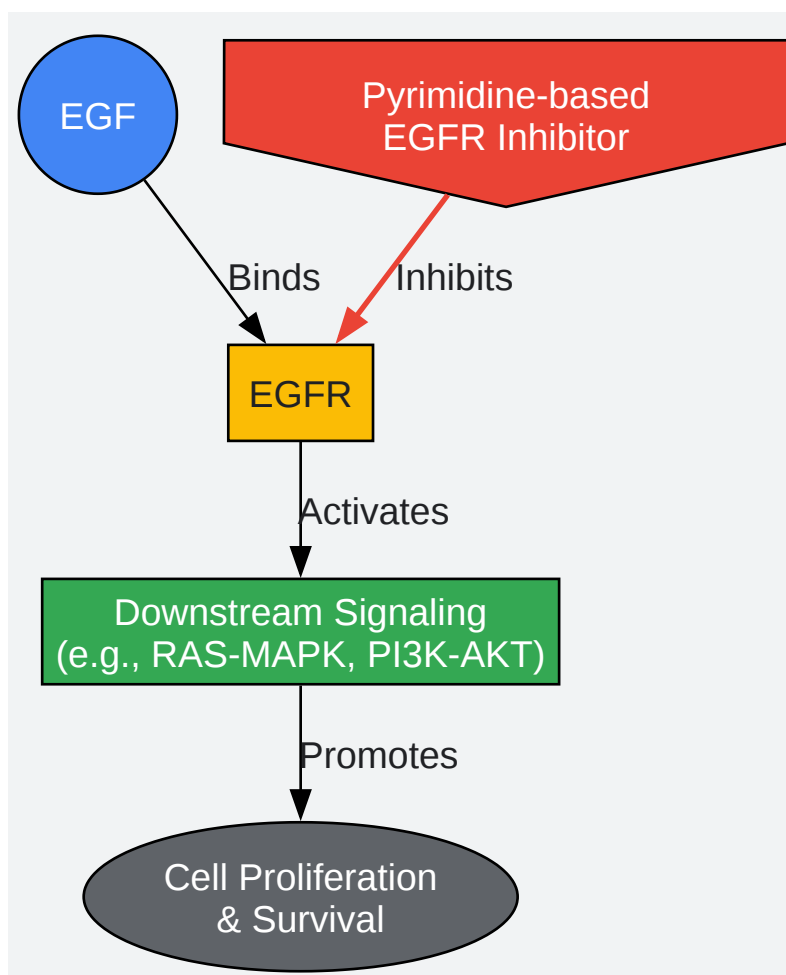 EGF
Pyrimidine-based
EGFR Inhibitor
Binds
Inhibits
EGFR
Activates
Downstream Signaling
(e.g., RAS-MAPK, PI3K-AKT)
Promotes
Cell Proliferation
& Survival